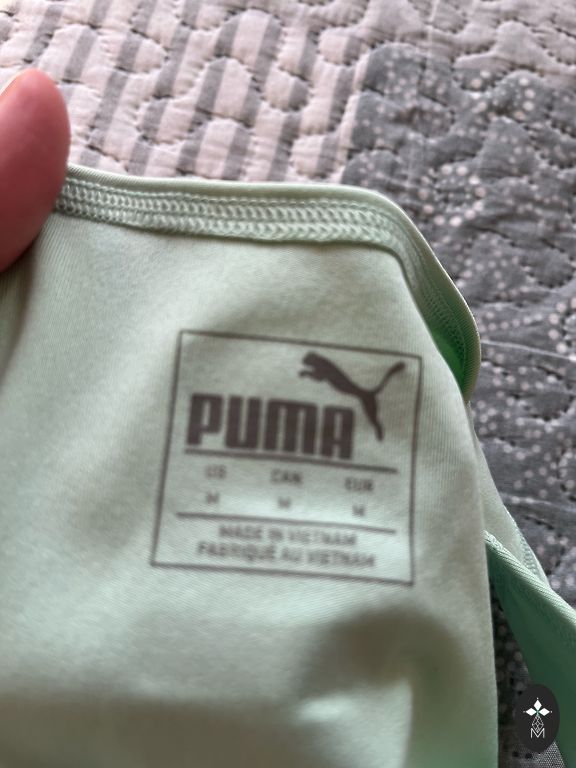 PUMA
US CAN EUR
M M M
MADE IN VIETNAM
FABRIQUÉ AU VIETNAM
M